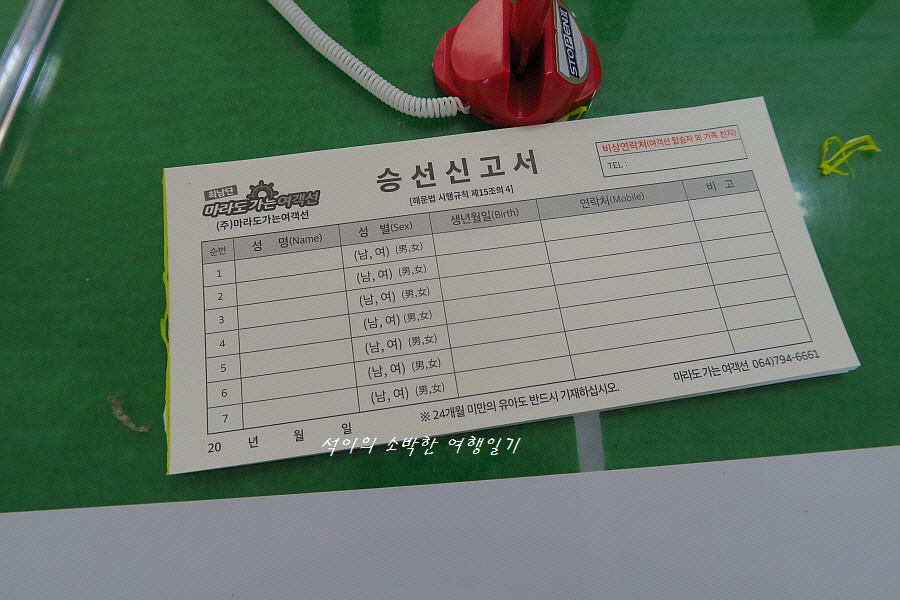 STOPEN II
승선신고서
[해운법 시행규칙 제15조의 4]
비상연락처(여객선 탑승자 외 가족 친지)
TEL :
최남단
마라도 가는 여객선
(주)마라도가는여객선
순번 성 명(Name) 성 별(Sex) 생년월일(Birth) 연락처(Mobile) 비 고
1 (남, 여) (男,女)
2 (남, 여) (男,女)
3 (남, 여) (男,女)
4 (남, 여) (男,女)
5 (남, 여) (男,女)
6 (남, 여) (男,女)
7 (남, 여) (男,女)
20 년 월 일
※ 24개월 미만의 유아도 반드시 기재하십시오.
마라도 가는 여객선 064)794-6661
석이의 소박한 여행일기